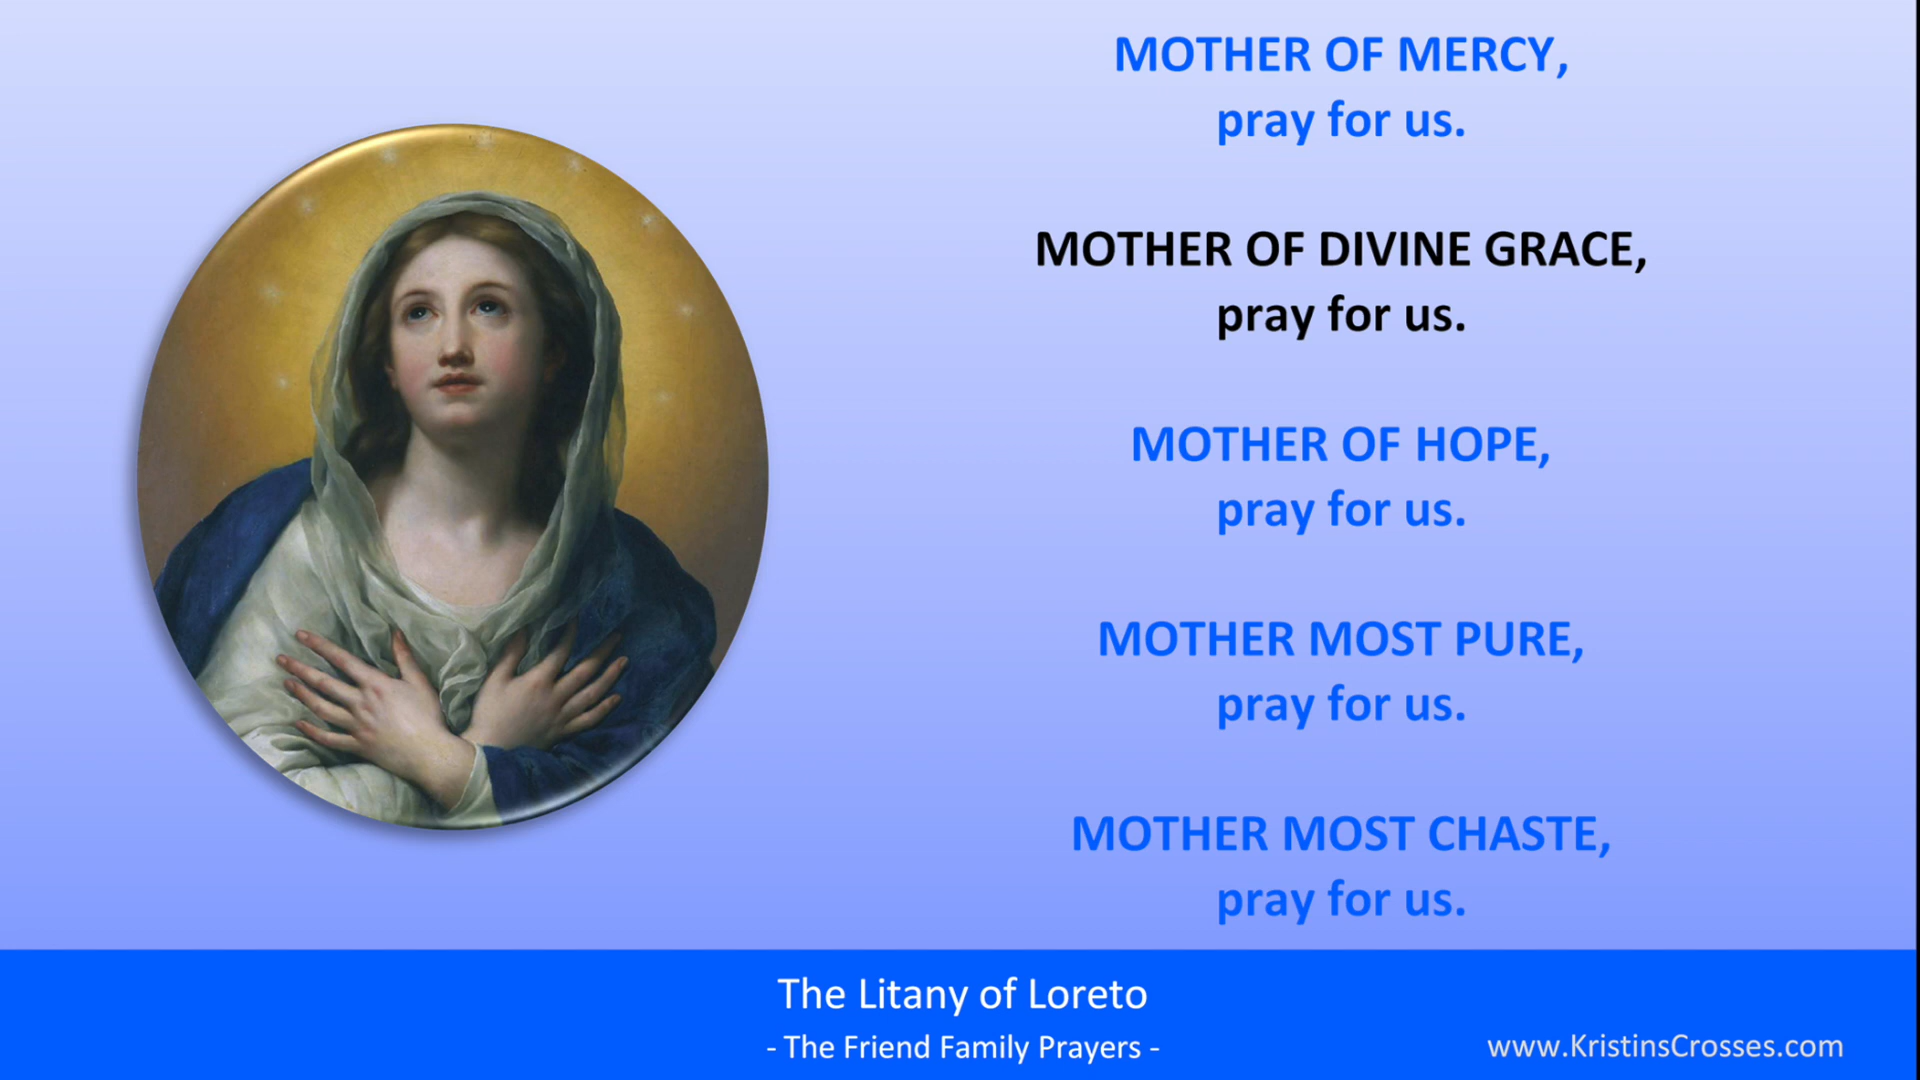 MOTHER OF MERCY,
pray for us.
MOTHER OF DIVINE GRACE,
pray for us.
MOTHER OF HOPE,
pray for us.
MOTHER MOST PURE,
pray for us.
MOTHER MOST CHASTE,
pray for us.
The Litany of Loreto
- The Friend Family Prayers -
www.KristinsCrosses.com